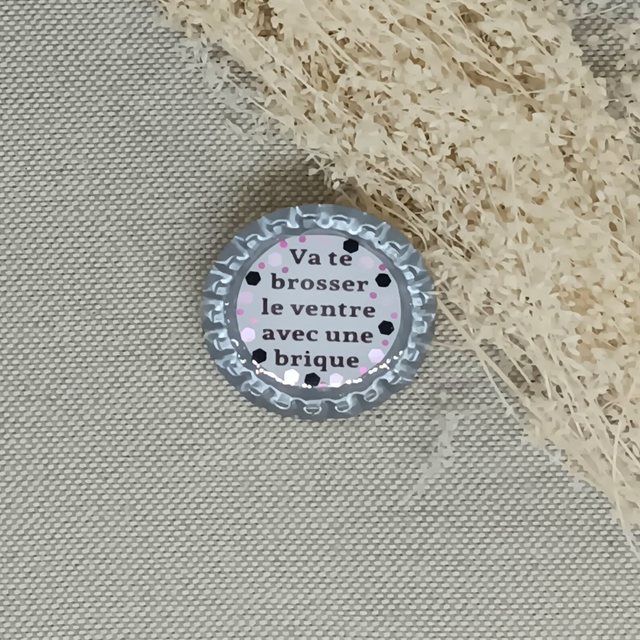 Va te
brosser
le ventre
avec une
brique